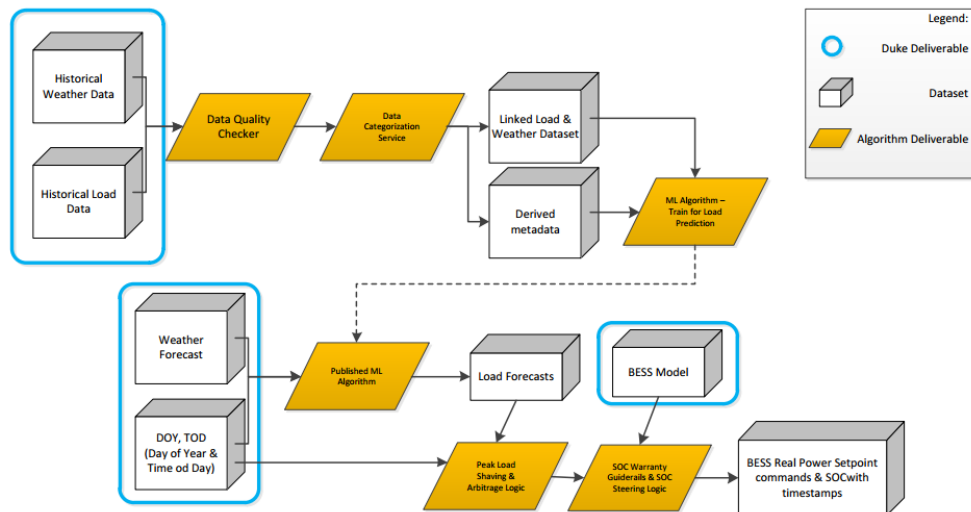 Legend:
Duke Deliverable
Dataset
Algorithm Deliverable
Historical
Weather Data
Historical Load
Data
Data Quality
Checker
Data
Categorization
Service
Linked Load &
Weather Dataset
Derived
metadata
ML Algorithm –
Train for Load
Prediction
Weather
Forecast
DOY, TOD
(Day of Year &
Time od Day)
Published ML
Algorithm
Load Forecasts
BESS Model
Peak Load
Shaving &
Arbitrage Logic
SOC Warranty
Guiderails & SOC
Steering Logic
BESS Real Power Setpoint
commands & SOCwith
timestamps